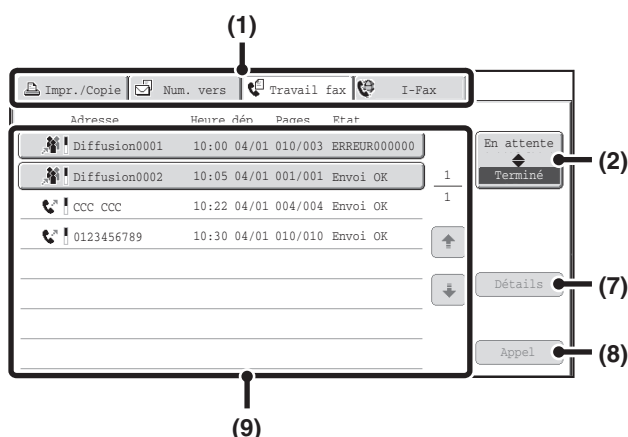 (1)
Impr./Copie Num. vers Travail fax I-Fax
Adresse Heure dép Pages Etat
Diffusion0001 10:00 04/01 010/003 ERREUR000000
Diffusion0002 10:05 04/01 001/001 Envoi OK
CCC CCC 10:22 04/01 004/004 Envoi OK
0123456789 10:30 04/01 010/010 Envoi OK
1
1
En attente
Terminé
(2)
Détails
(7)
Appel
(8)
(9)